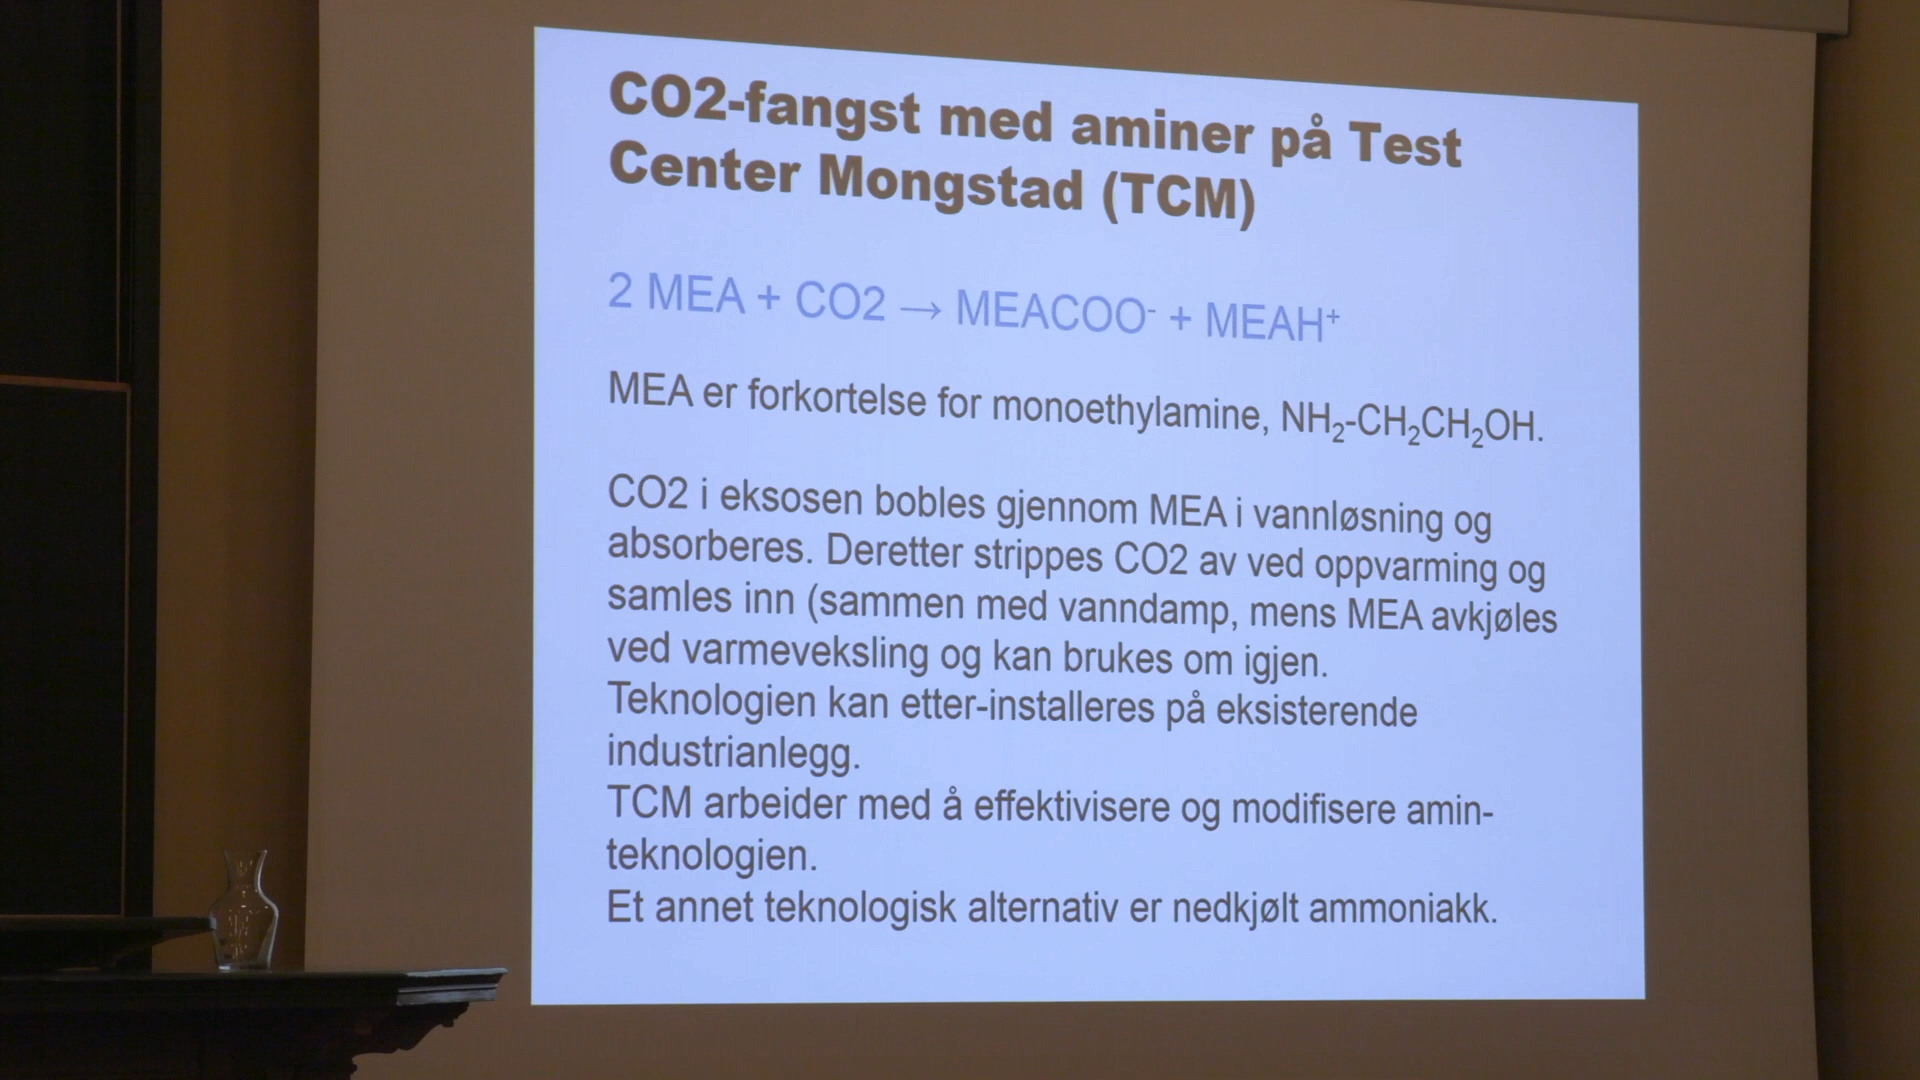 CO2-fangst med aminer på Test
Center Mongstad (TCM)
2 MEA + CO2 → MEACOO⁻ + MEAH⁺
MEA er forkortelse for monoethylamine, NH₂-CH₂CH₂OH.
CO2 i eksosen bobles gjennom MEA i vannløsning og
absorberes. Deretter strippes CO2 av ved oppvarming og
samles inn (sammen med vanndamp, mens MEA avkjøles
ved varmeveksling og kan brukes om igjen.
Teknologien kan etter-installeres på eksisterende
industrianlegg.
TCM arbeider med å effektivisere og modifisere amin-
teknologien.
Et annet teknologisk alternativ er nedkjølt ammoniakk.